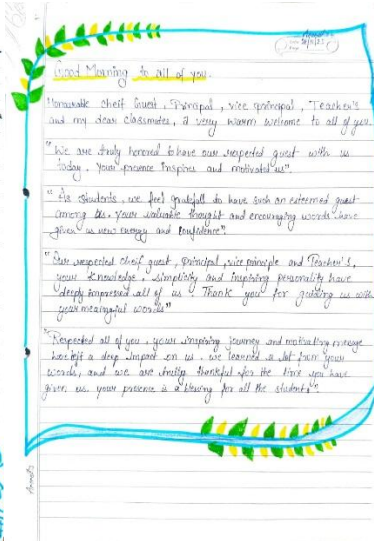 Good Morning to all of you.
Honourable cheif Guest, Principal, vice principal, Teacher's
and my dear classmates, a very warm welcome to all of you.
"We are truly honored to have our respected guest with us
today. Your presence inspires and motivates us".
"As students, we feel gratefull to have such an esteemed guest
among us. Your valuable thought and encouraging words have
given us new energy and confidence".
"Our respected cheif guest, principal, vice principle and Teacher's,
your knowledge, simplicity and inspiring personality have
deeply impressed all of us. Thank you for guiding us with
your meaningful words"
"Respected all of you, your inspiring journey and motivating message
have left a deep impact on us. we learned a lot from your
words, and we are truly thankful for the time you have
given us. your presence is a blessing for all the students".